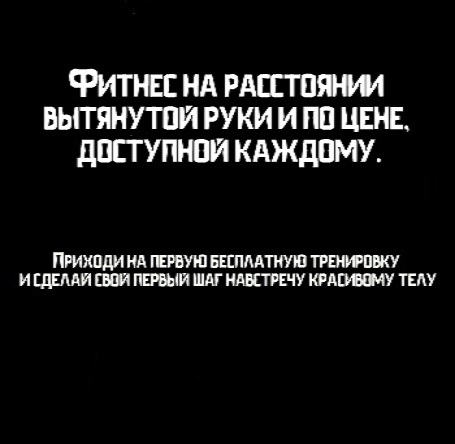 Фитнес на расстоянии
вытянутой руки и по цене,
доступной каждому.
Приходи на первую бесплатную тренировку
и сделай свой первый шаг навстречу красивому телу